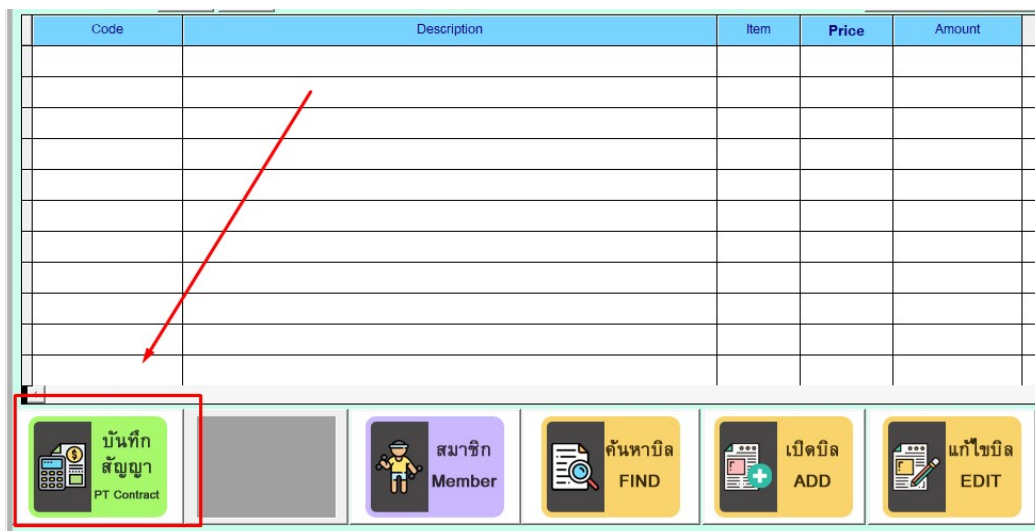 Code Description Item Price Amount
บันทึก
สัญญา
PT Contract
สมาชิก
Member
ค้นหาบิล
FIND
เปิดบิล
ADD
แก้ไขบิล
EDIT